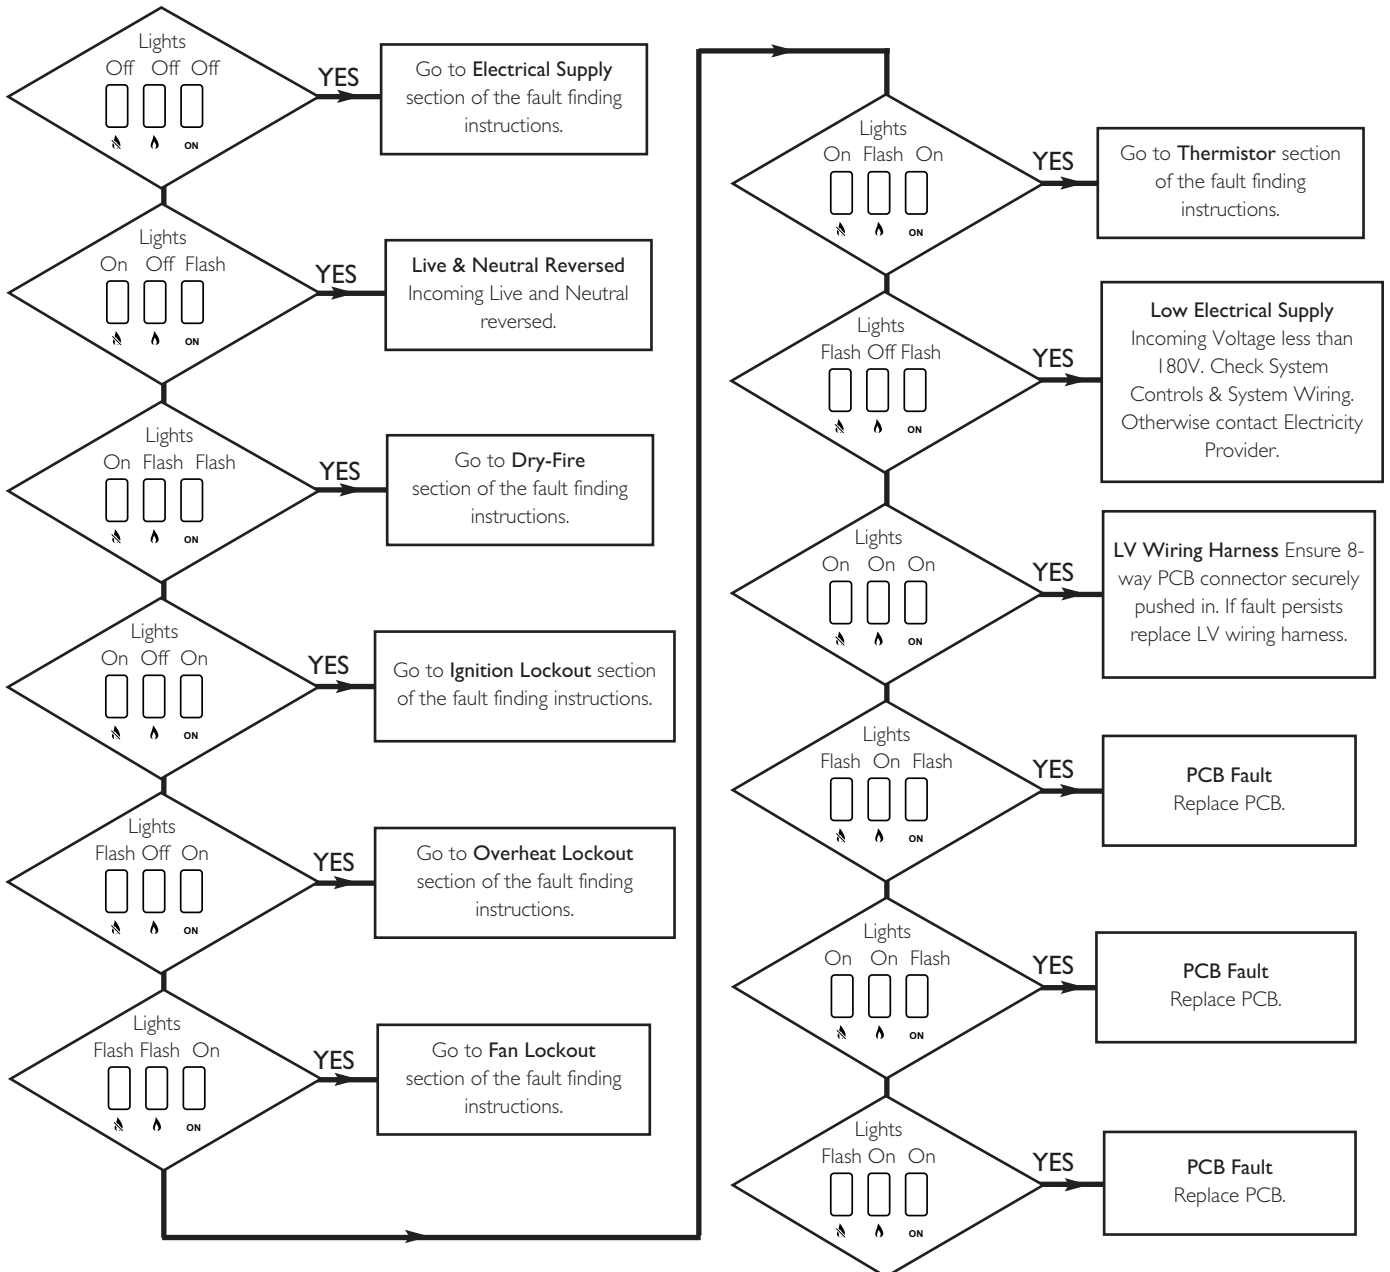 Lights
Off Off Off
ON
YES
Go to Electrical Supply
section of the fault finding
instructions.
Lights
On Off Flash
ON
YES
Live & Neutral Reversed
Incoming Live and Neutral
reversed.
Lights
On Flash Flash
ON
YES
Go to Dry-Fire
section of the fault finding
instructions.
Lights
On Off On
ON
YES
Go to Ignition Lockout section
of the fault finding instructions.
Lights
Flash Off On
ON
YES
Go to Overheat Lockout
section of the fault finding
instructions.
Lights
Flash Flash On
ON
YES
Go to Fan Lockout
section of the fault finding
instructions.
Lights
On Flash On
ON
YES
Go to Thermistor section
of the fault finding
instructions.
Lights
Flash Off Flash
ON
YES
Low Electrical Supply
Incoming Voltage less than
180V. Check System
Controls & System Wiring.
Otherwise contact Electricity
Provider.
Lights
On On On
ON
YES
LV Wiring Harness Ensure 8-
way PCB connector securely
pushed in. If fault persists
replace LV wiring harness.
Lights
Flash On Flash
ON
YES
PCB Fault
Replace PCB.
Lights
On On Flash
ON
YES
PCB Fault
Replace PCB.
Lights
Flash On On
ON
YES
PCB Fault
Replace PCB.